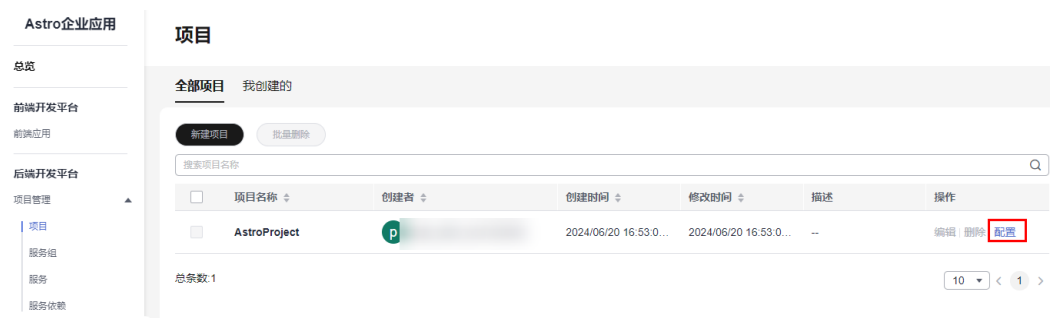 Astro企业应用
总览
前端开发平台
前端应用
后端开发平台
项目管理
项目
服务组
服务
服务依赖
项目
全部项目 我创建的
新建项目 批量删除
搜索项目名称
项目名称 创建者 创建时间 修改时间 描述 操作
AstroProject p 2024/06/20 16:53:0... 2024/06/20 16:53:0... -- 编辑 删除 配置
总条数:1 10 1